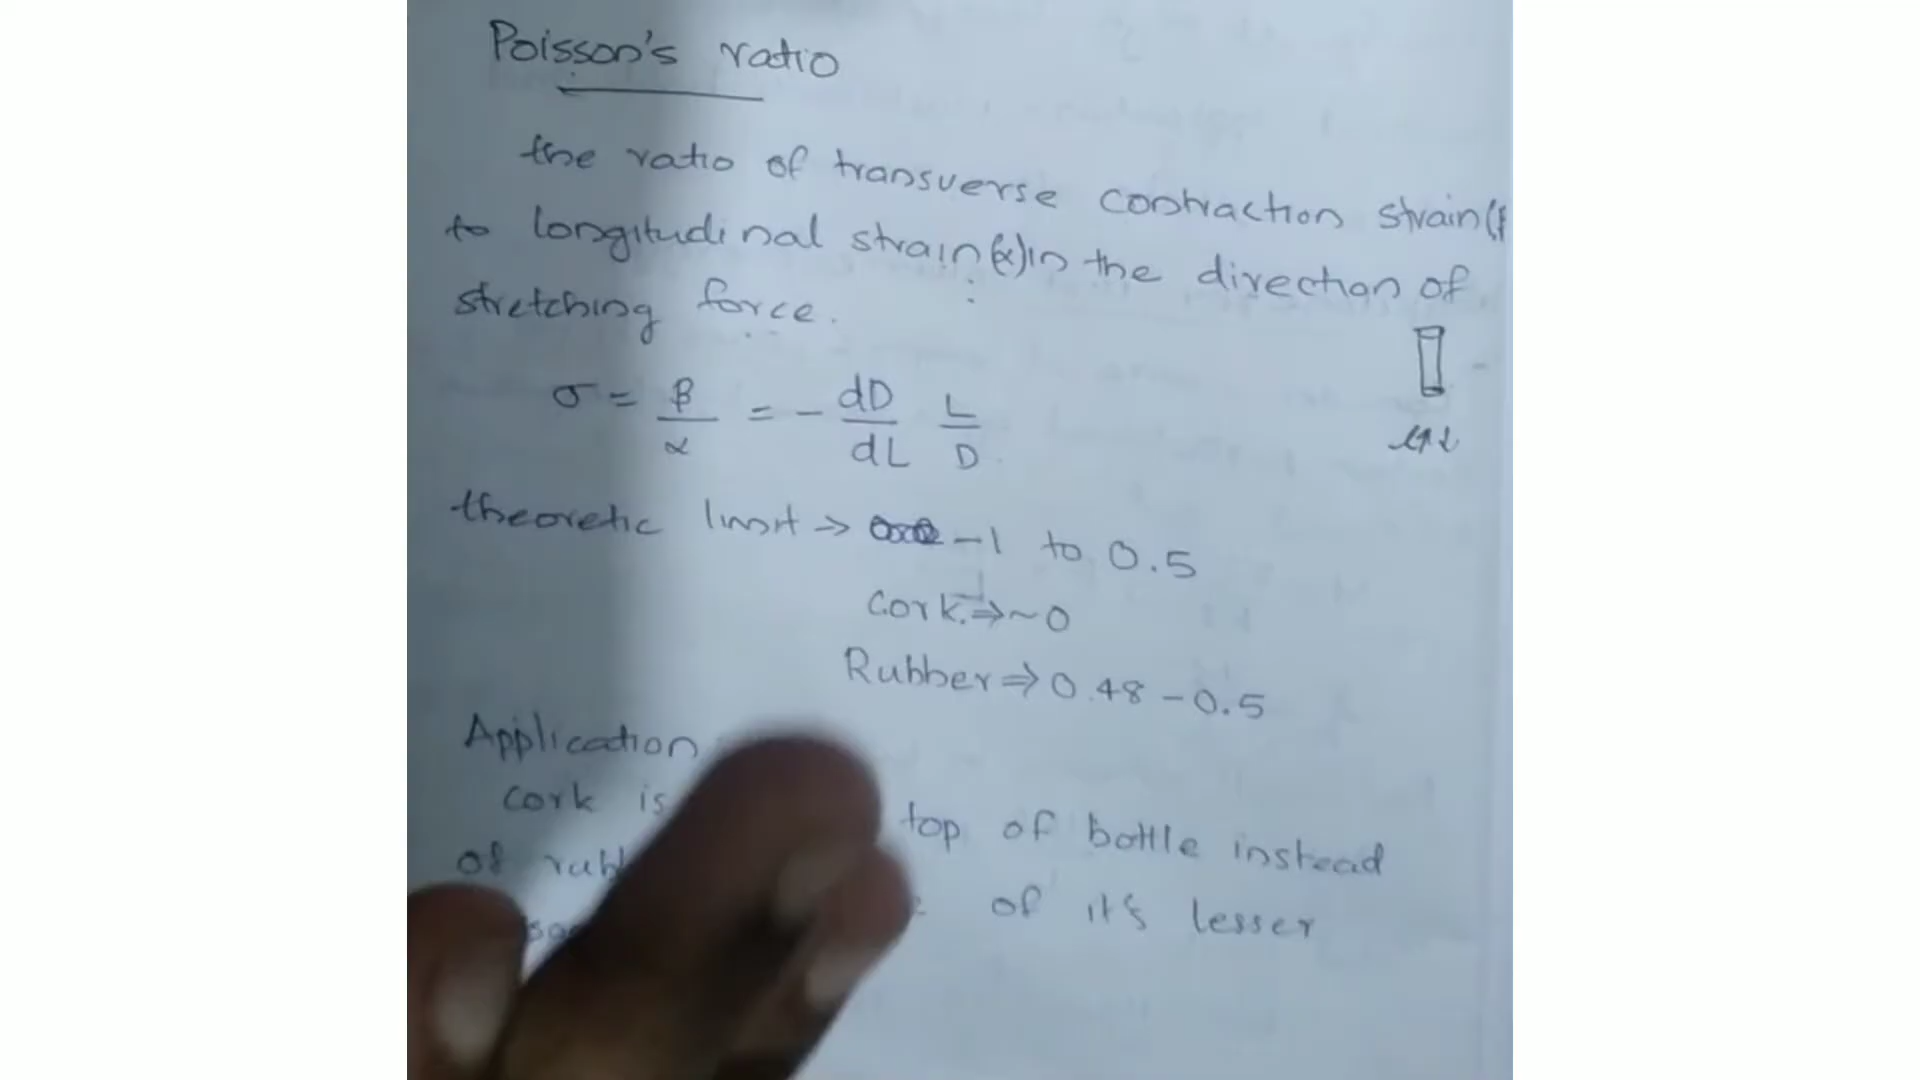 Poisson's ratio
the ratio of transverse contraction strain(
to longitudinal strain(α)in the direction of
stretching force.
σ = β/α = - dD/dL L/D
theoretic limit → -1 to 0.5
Cork. ⇒ ~0
Rubber ⇒ 0.48 - 0.5
Application
Cork is top of bottle instead
of of it's lesser